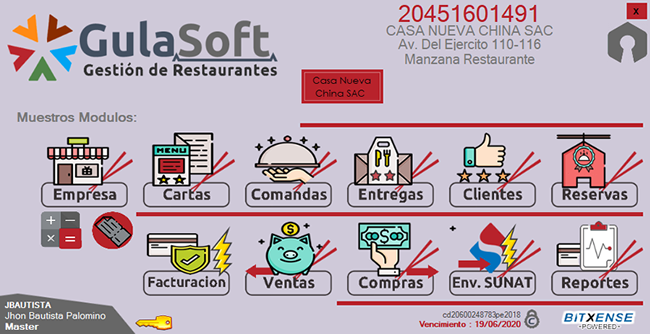 GulaSoft
Gestión de Restaurantes
20451601491
CASA NUEVA CHINA SAC
Av. Del Ejercito 110-116
Manzana Restaurante
X
Casa Nueva
China SAC
Muestros Modulos:
MENU
Empresa
Cartas
Comandas
Entregas
Clientes
Reservas
Facturacion
Ventas
Compras
Env. SUNAT
Reportes
JBAUTISTA
Jhon Bautista Palomino
Master
cd20600248783pe2018
Vencimiento : 19/06/2020
BITXENSE
-POWERED-